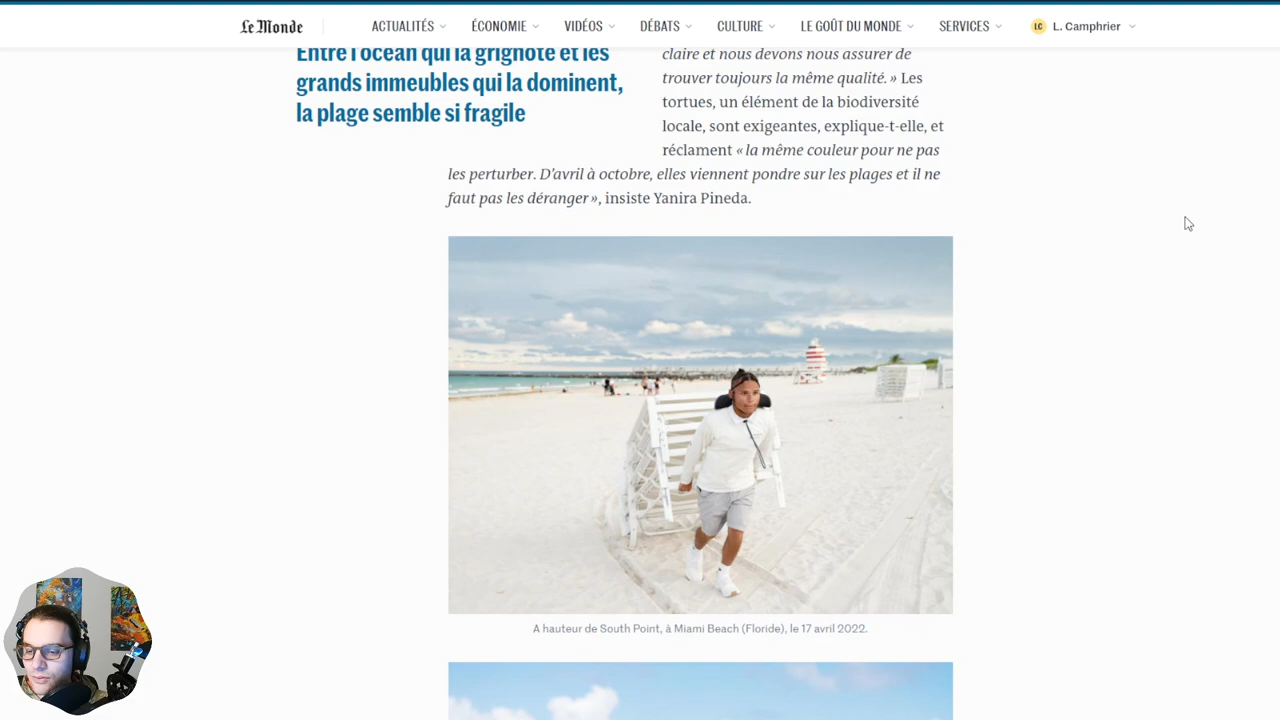 Le Monde
ACTUALITÉS
ÉCONOMIE
VIDÉOS
DÉBATS
CULTURE
LE GOÛT DU MONDE
SERVICES
LC
L. Camphrier
Entre l'océan qui la grignote et les
grands immeubles qui la dominent,
la plage semble si fragile
claire et nous devons nous assurer de
trouver toujours la même qualité. » Les
tortues, un élément de la biodiversité
locale, sont exigeantes, explique-t-elle, et
réclament « la même couleur pour ne pas
les perturber. D'avril à octobre, elles viennent pondre sur les plages et il ne
faut pas les déranger », insiste Yanira Pineda.
A hauteur de South Point, à Miami Beach (Floride), le 17 avril 2022.